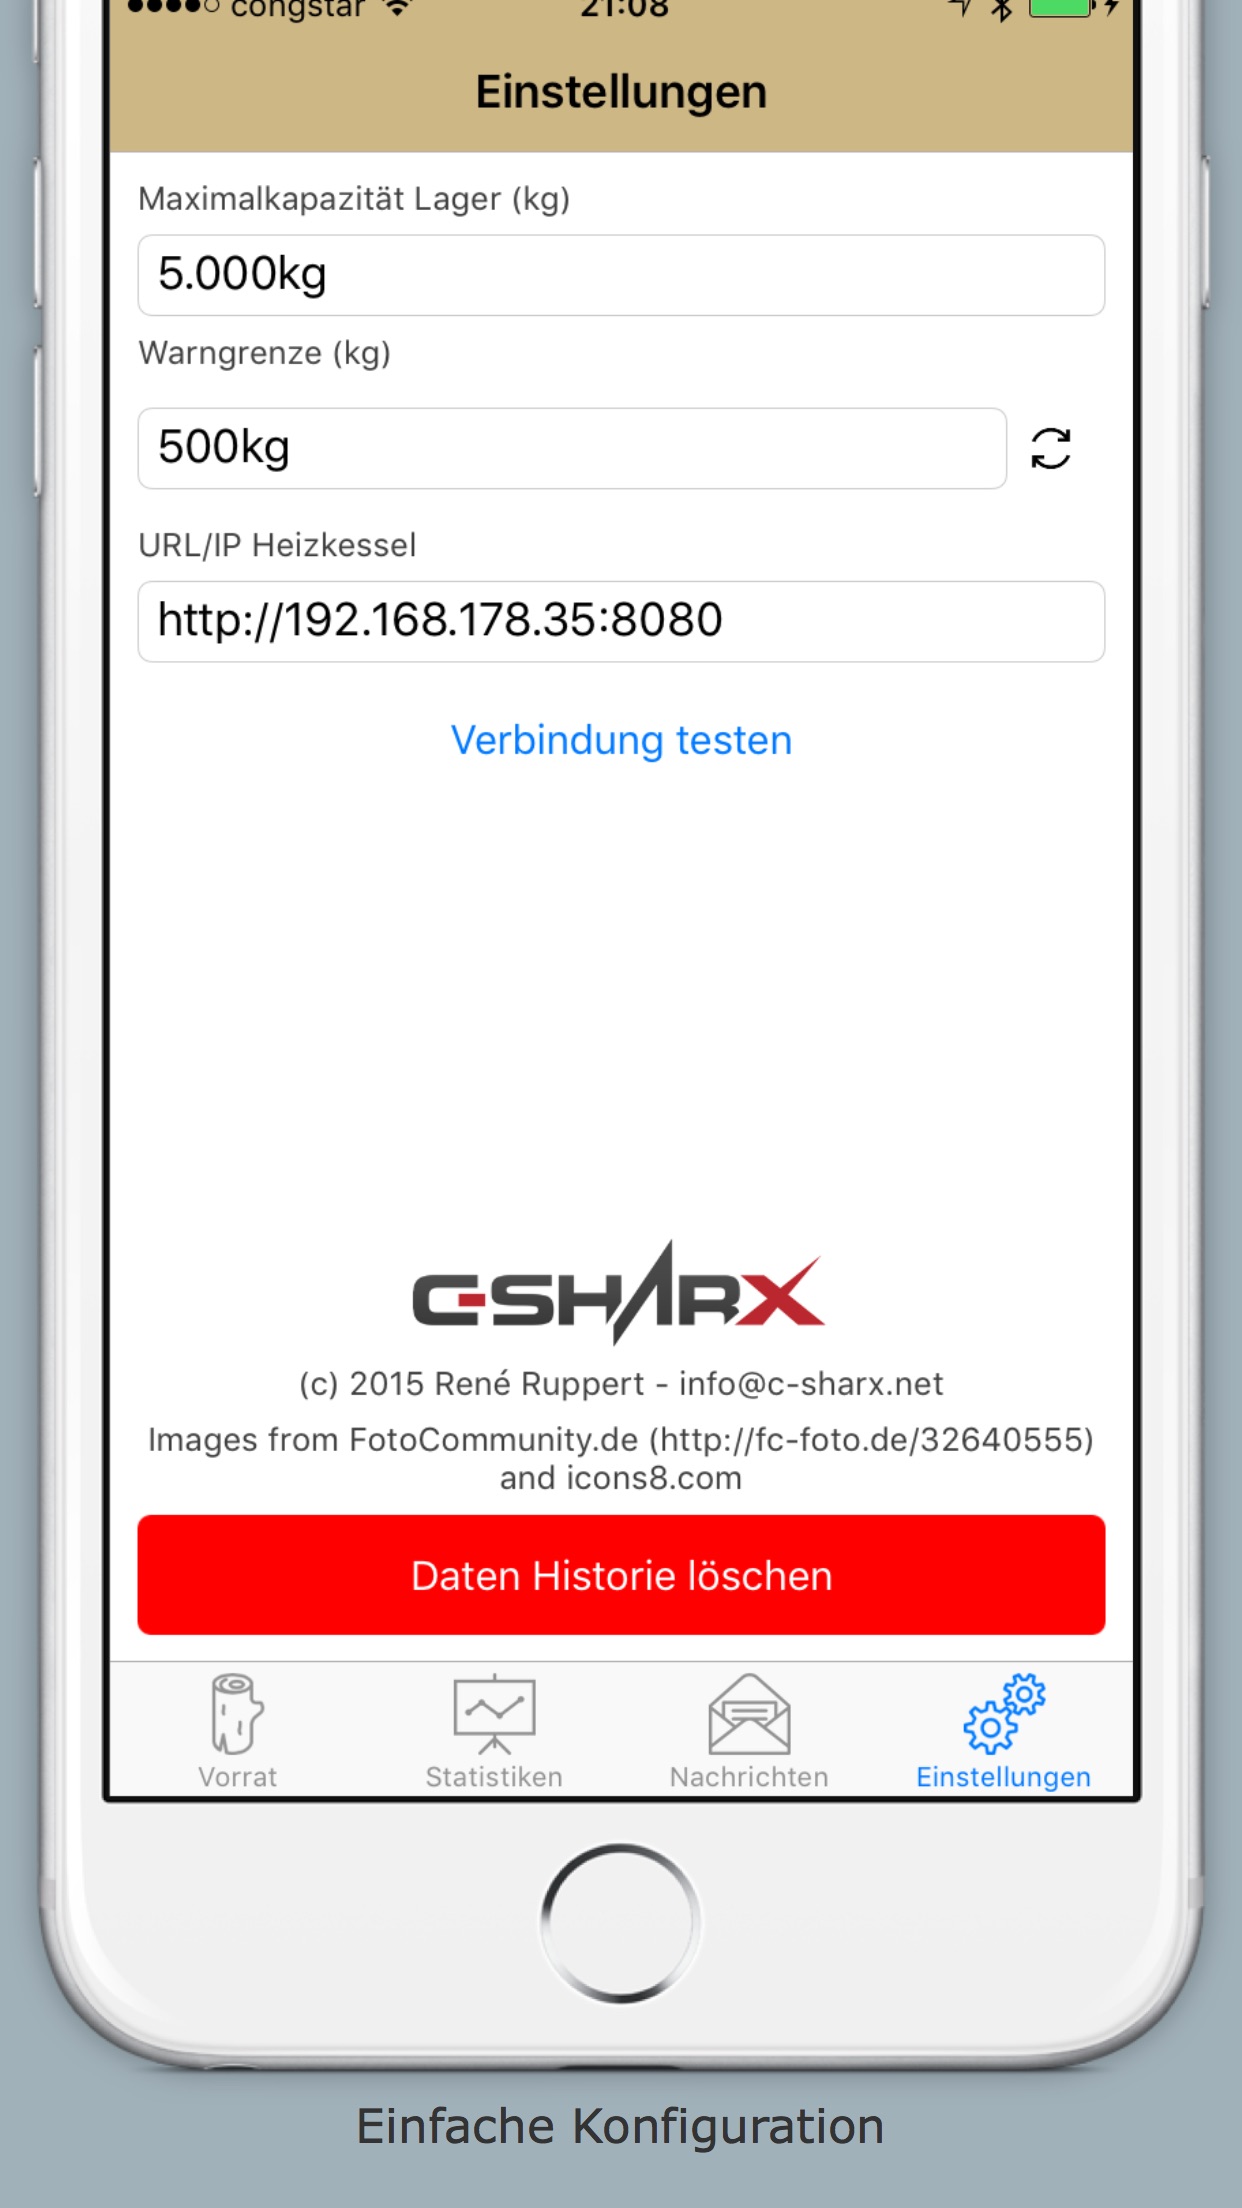 congstar 21:08
Einstellungen
Maximalkapazität Lager (kg)
5.000kg
Warngrenze (kg)
500kg
URL/IP Heizkessel
http://192.168.178.35:8080
Verbindung testen
C-SHARX
(c) 2015 René Ruppert - info@c-sharx.net
Images from FotoCommunity.de (http://fc-foto.de/32640555)
and icons8.com
Daten Historie löschen
Vorrat Statistiken Nachrichten Einstellungen
Einfache Konfiguration